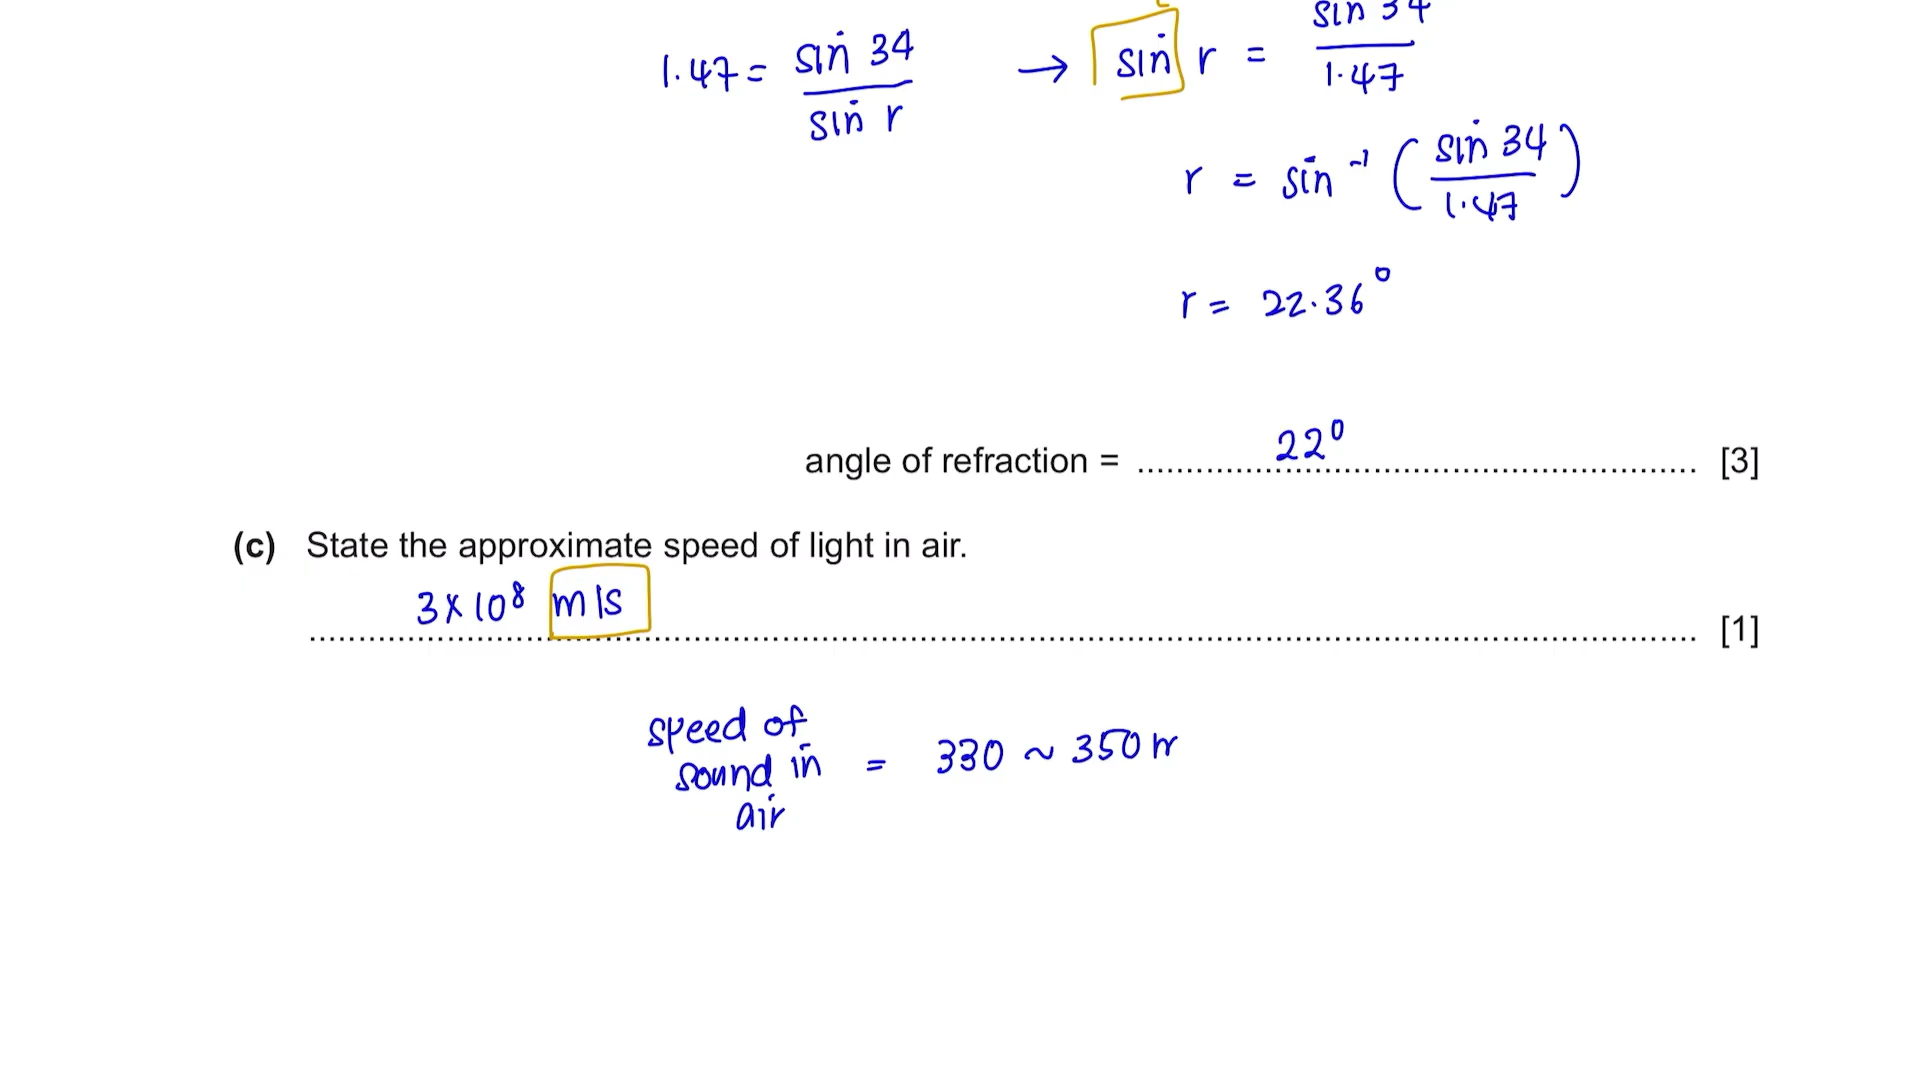 sin 34
1.47 = sin 34 / sin r → sin r = / 1.47
r = sin⁻¹ ( sin 34 / 1.47 )
r = 22.36°
22°
angle of refraction = ........................................................ [3]
(c) State the approximate speed of light in air.
3 x 10⁸ m/s
........................................................................................................................ [1]
speed of
sound in = 330 ~ 350
air